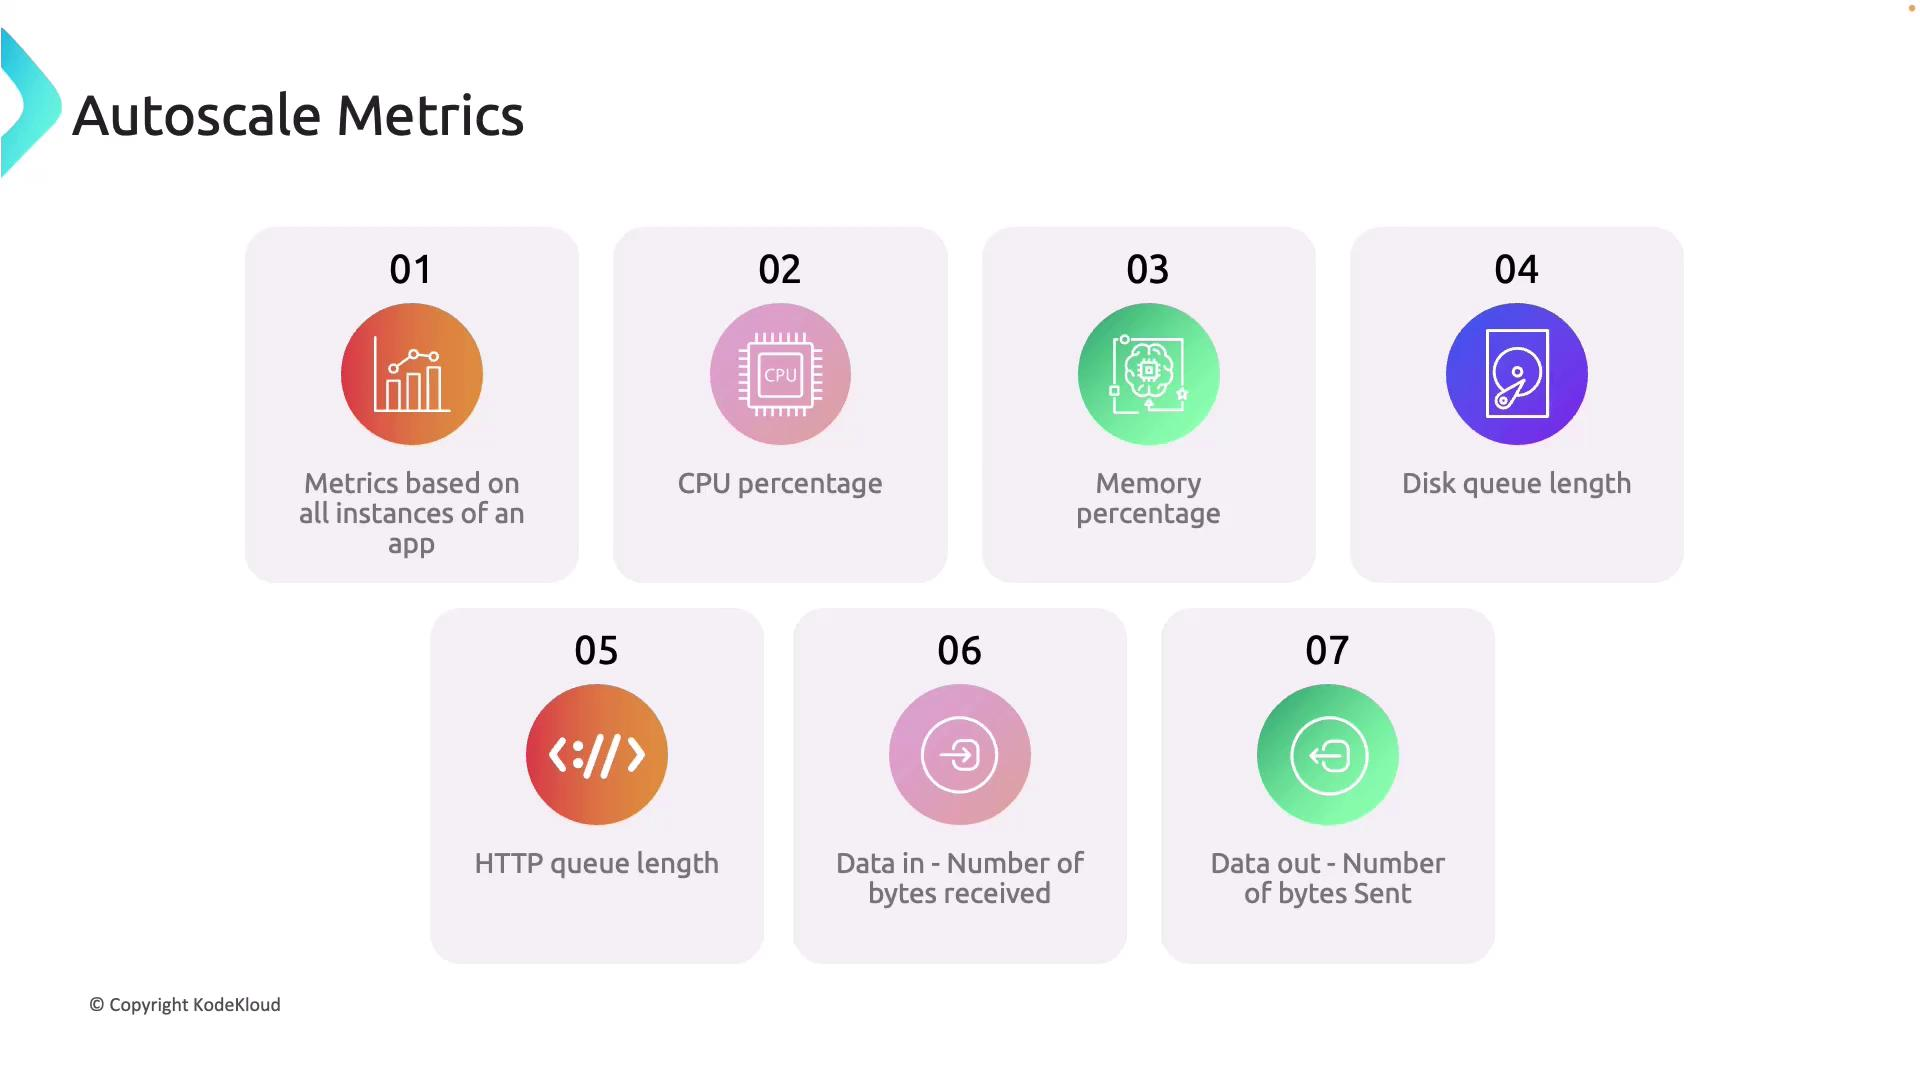 Autoscale Metrics
01
Metrics based on
all instances of an
app
02
CPU
CPU percentage
03
Memory
percentage
04
Disk queue length
05
<://>
HTTP queue length
06
Data in - Number of
bytes received
07
Data out - Number
of bytes Sent
© Copyright KodeKloud